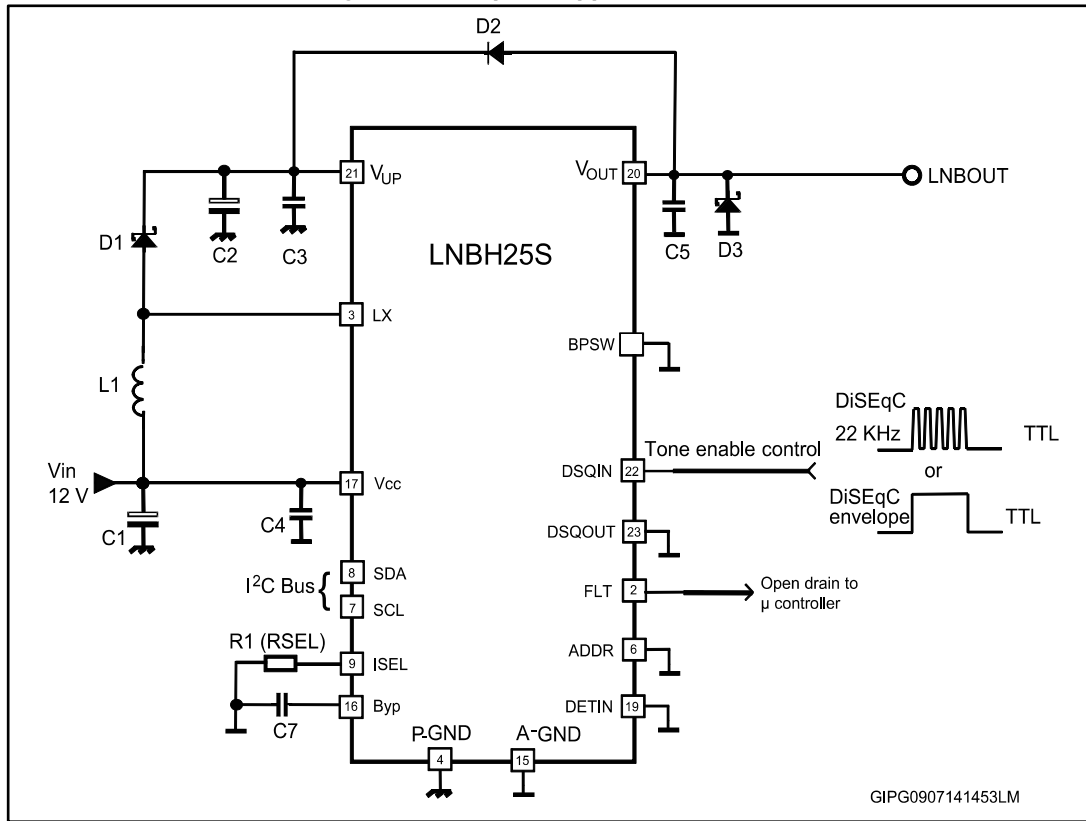 D2
21
VUP
VOUT
20
LNBOUT
D1
C2
C3
C5
D3
LNBH25S
3
LX
BPSW
L1
DiSEqC
22 KHz
TTL
Tone enable control
or
DSQIN
22
Vin
12 V
17
Vcc
DiSEqC
envelope
TTL
C1
C4
DSQOUT
23
8
SDA
I²C Bus
{
7
SCL
FLT
2
Open drain to
µ controller
R1 (RSEL)
9
ISEL
ADDR
6
16
Byp
DETIN
19
C7
P-GND
A-GND
4
15
GIPG0907141453LM